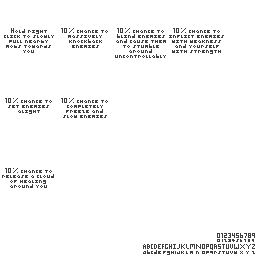 Hold right
click to slowly
pull nearby
mobs towards
you
10% chance to
massively
knockback
enemies
10% chance to
blind enemies
and cause them
to stumble
around
uncontrollably
10% chance to
inflict enemies
with weakness
and yourself
with strength
10% chance to
set enemies
alight
10% chance to
completely
freeze and
slow enemies
10% chance to
release a cloud
of healing
around you
0123456789
0123456789
ABCDEFGHIJKLMNOPQRSTUVWXYZ
ABCDEFGHIJKLMNOPQRSTUVWXYZ